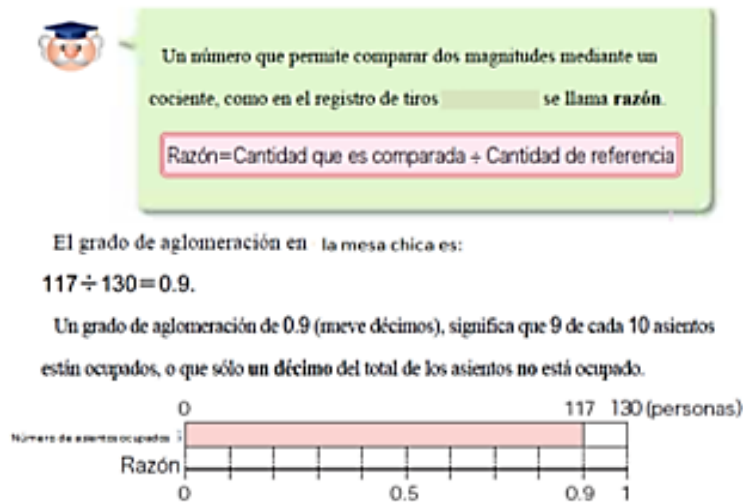 Un número que permite comparar dos magnitudes mediante un
cociente, como en el registro de tiros se llama razón.
Razón=Cantidad que es comparada ÷ Cantidad de referencia
El grado de aglomeración en la mesa chica es:
117÷130=0.9.
Un grado de aglomeración de 0.9 (nueve décimos), significa que 9 de cada 10 asientos
están ocupados, o que sólo un décimo del total de los asientos no está ocupado.
0 117 130 (personas)
Número de asientos ocupados
Razón
0 0.5 0.9 1